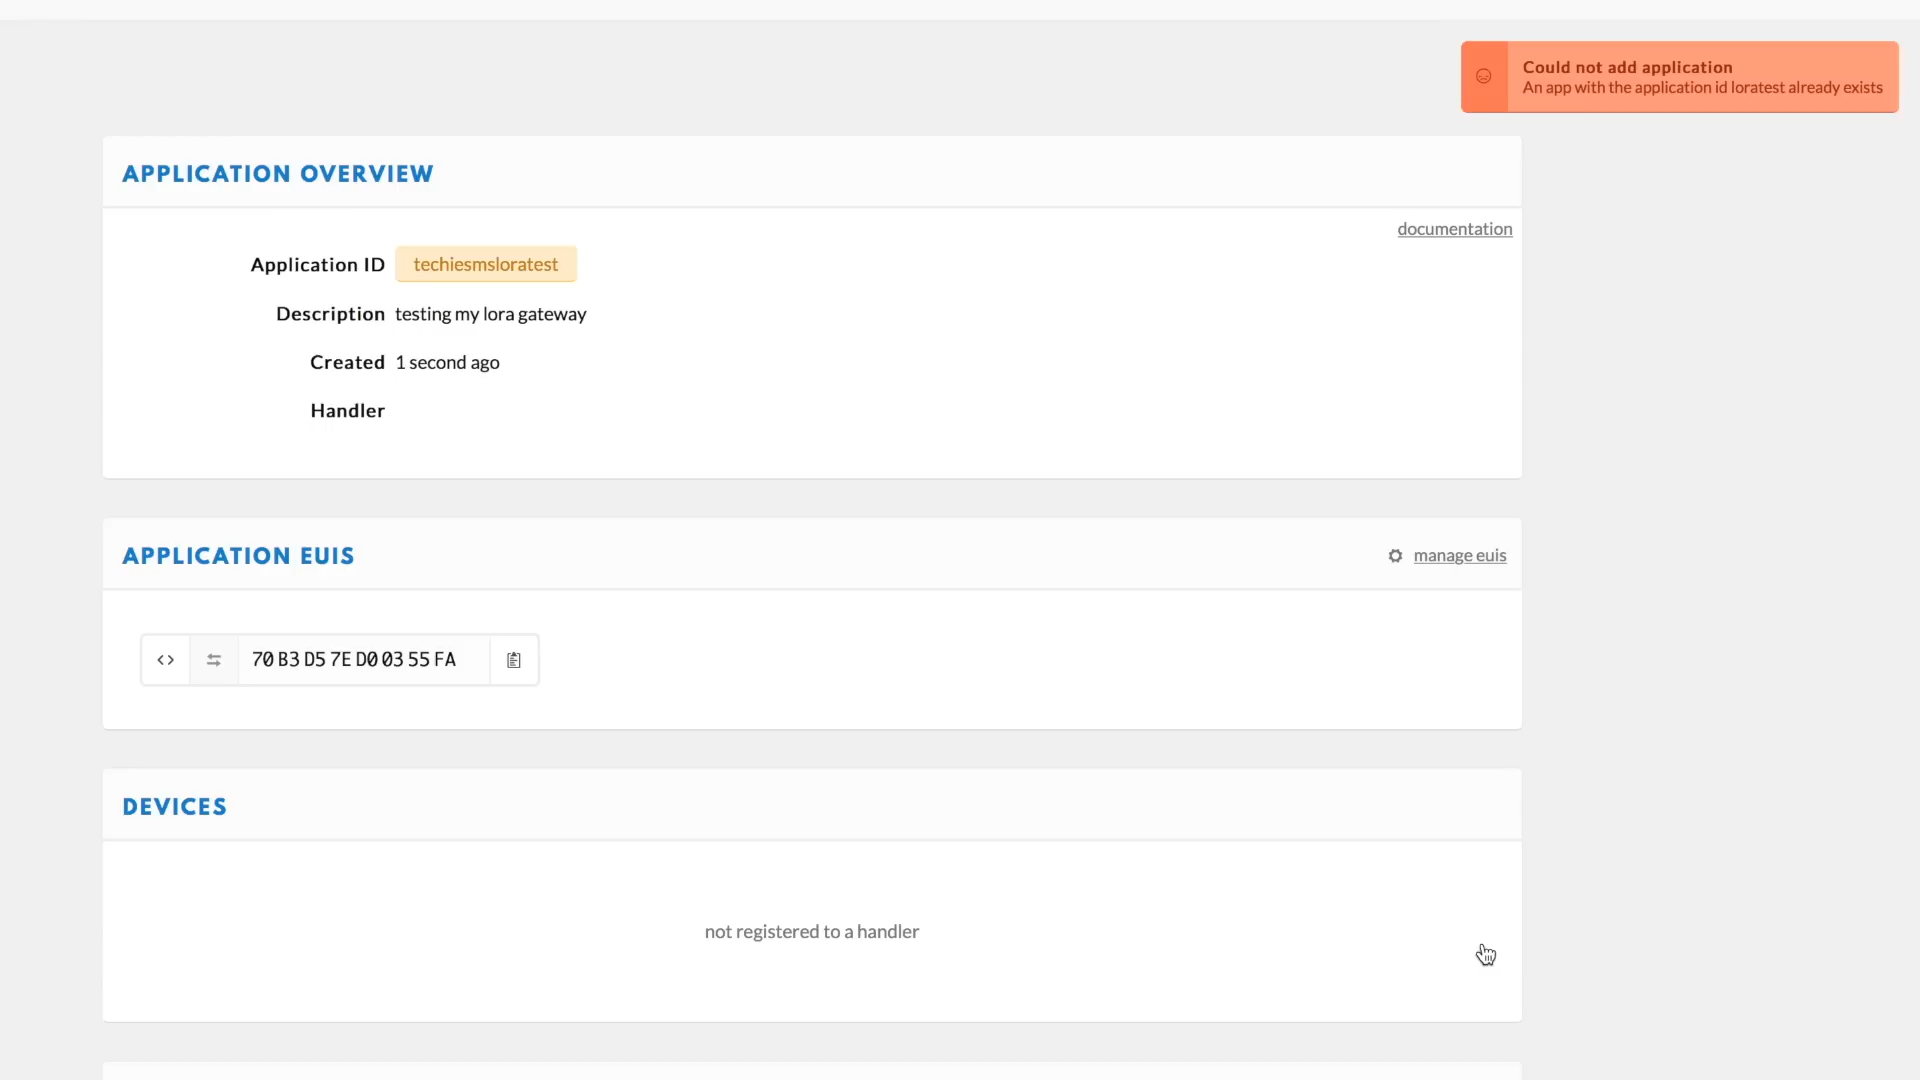 Could not add application
An app with the application id loratest already exists
APPLICATION OVERVIEW
documentation
Application ID techiesmsloratest
Description testing my lora gateway
Created 1 second ago
Handler
APPLICATION EUIS
manage euis
<> 70 B3 D5 7E D0 03 55 FA
DEVICES
not registered to a handler